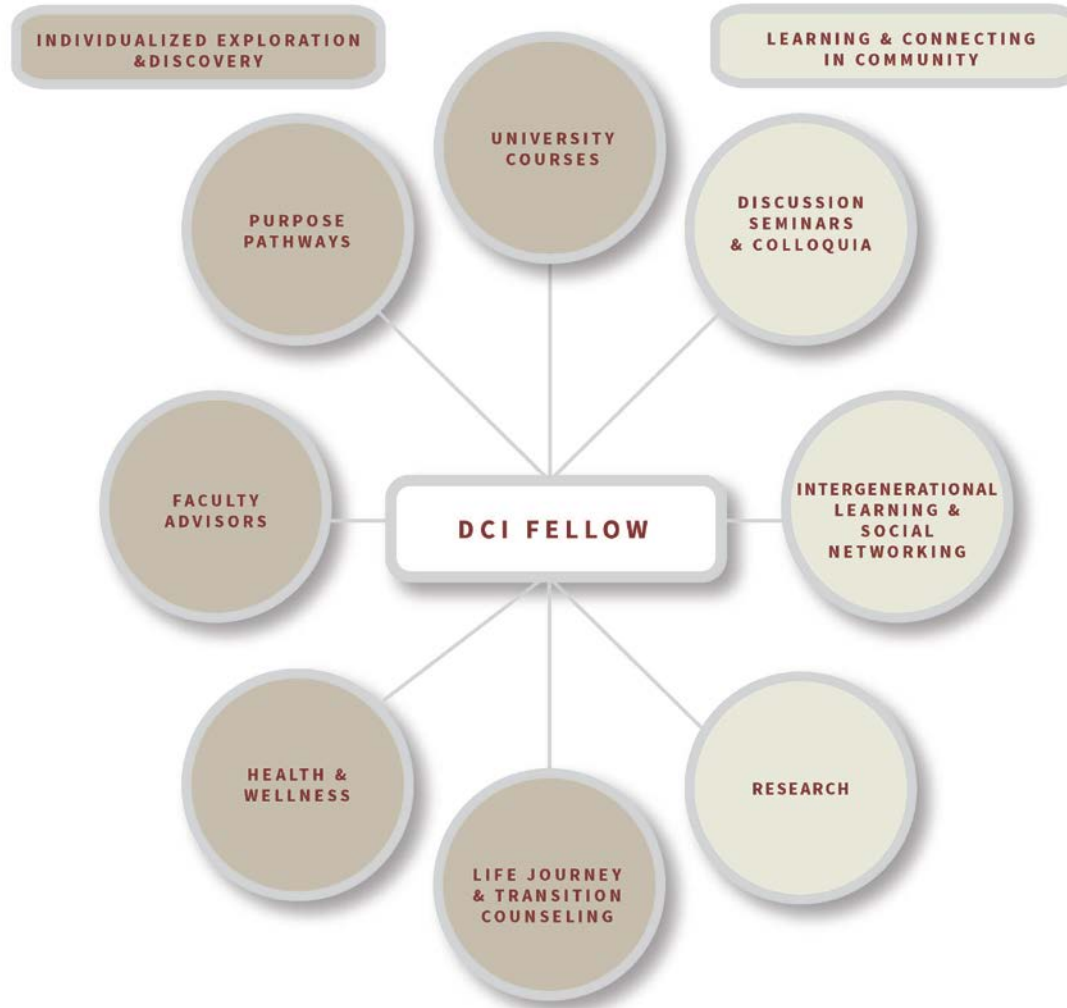 INDIVIDUALIZED EXPLORATION
&DISCOVERY
LEARNING & CONNECTING
IN COMMUNITY
UNIVERSITY
COURSES
PURPOSE
PATHWAYS
DISCUSSION
SEMINARS
& COLLOQUIA
FACULTY
ADVISORS
DCI FELLOW
INTERGENERATIONAL
LEARNING &
SOCIAL
NETWORKING
HEALTH &
WELLNESS
LIFE JOURNEY
& TRANSITION
COUNSELING
RESEARCH